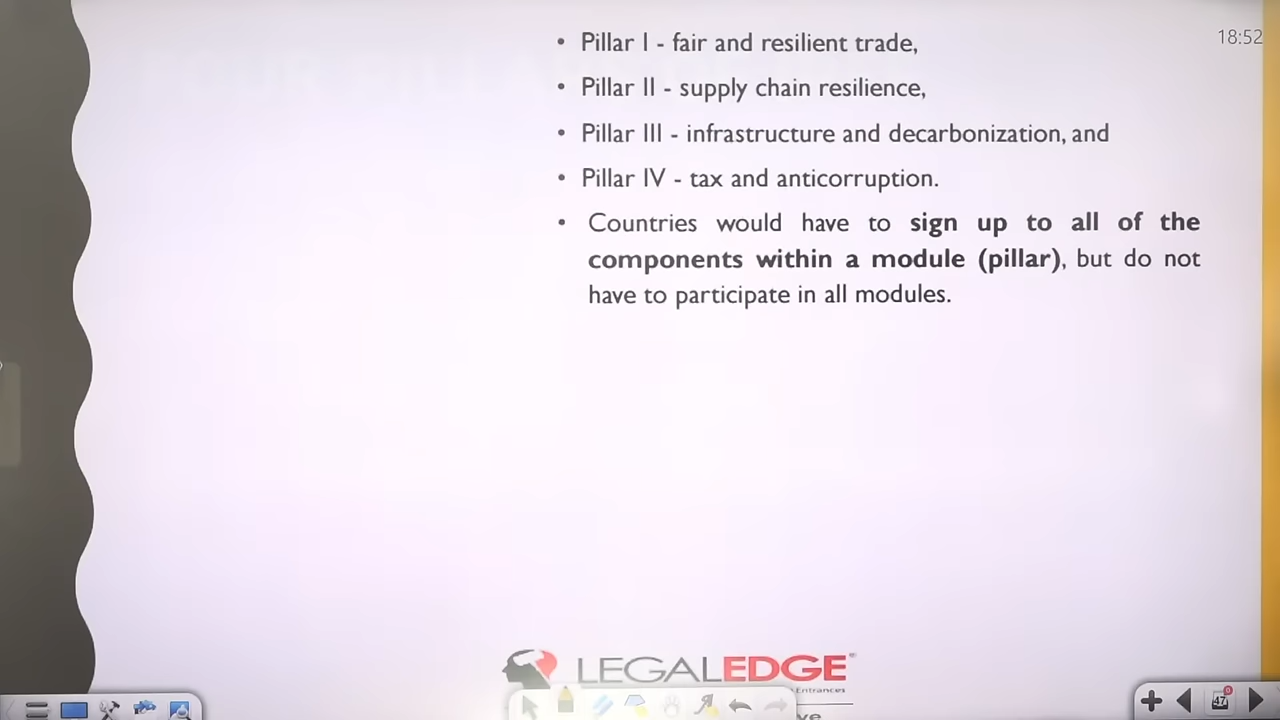 18:52
• Pillar I - fair and resilient trade,
• Pillar II - supply chain resilience,
• Pillar III - infrastructure and decarbonization, and
• Pillar IV - tax and anticorruption.
• Countries would have to sign up to all of the
components within a module (pillar), but do not
have to participate in all modules.
LEGALEDGE
Entrances
47